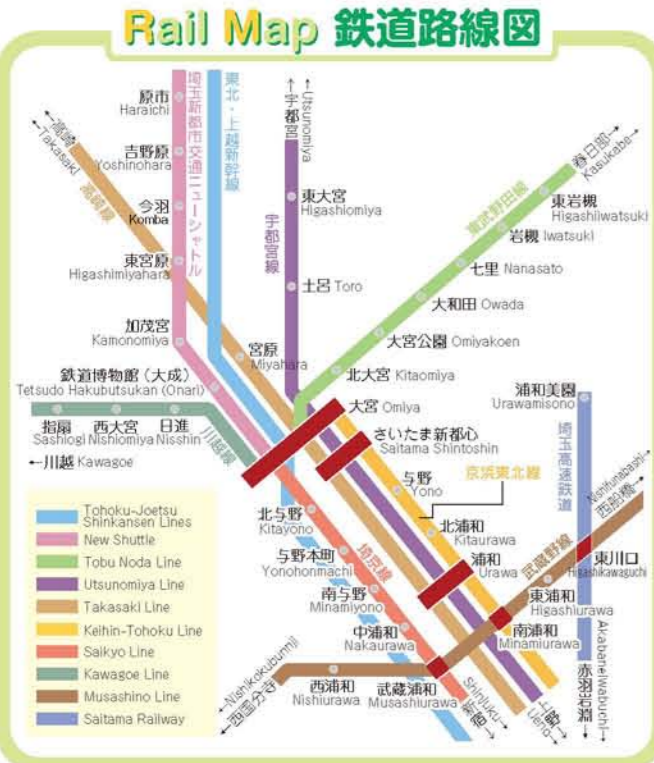 Rail Map 鉄道路線図
←高崎
←Takasaki
高崎線
原市
Haraichi
吉野原
Yoshinohara
今羽
Komba
東宮原
Higashimiyahara
加茂宮
Kamonomiya
鉄道博物館(大成)
Tetsudo Hakubutsukan (Onari)
埼玉新都市交通ニューシャトル
東北・上越新幹線
←宇都宮
←Utsunomiya
宇都宮線
東大宮
Higashiomiya
土呂 Toro
宮原
Miyahara
春日部→
Kasukabe→
東武野田線
東岩槻
Higashiiwatsuki
岩槻 Iwatsuki
七里 Nanasato
大和田 Owada
大宮公園 Omiyakoen
北大宮 Kitaomiya
指扇
Sashiogi
西大宮
Nishiomiya
日進
Nisshin
←川越 Kawagoe
川越線
大宮 Omiya
さいたま新都心
Saitama Shintoshin
与野
Yono
京浜東北線
北浦和
Kitaurawa
浦和
Urawa
南浦和
Minamiurawa
浦和美園
Urawamisono
埼玉高速鉄道
Nishifunabashi→
西船橋→
武蔵野線
東川口
Higashikawaguchi
東浦和
Higashiurawa
北与野
Kitayono
与野本町
Yonohonmachi
埼京線
南与野
Minamiyono
中浦和
Nakaurawa
武蔵浦和
Musashiurawa
西浦和
Nishiurawa
←Nishikokubunji
←西国分寺
Shinjuku→
新宿→
上野→
Ueno→
Akabaneiwabuchi→
赤羽岩淵→
Tohoku-Joetsu
Shinkansen Lines
New Shuttle
Tobu Noda Line
Utsunomiya Line
Takasaki Line
Keihin-Tohoku Line
Saikyo Line
Kawagoe Line
Musashino Line
Saitama Railway